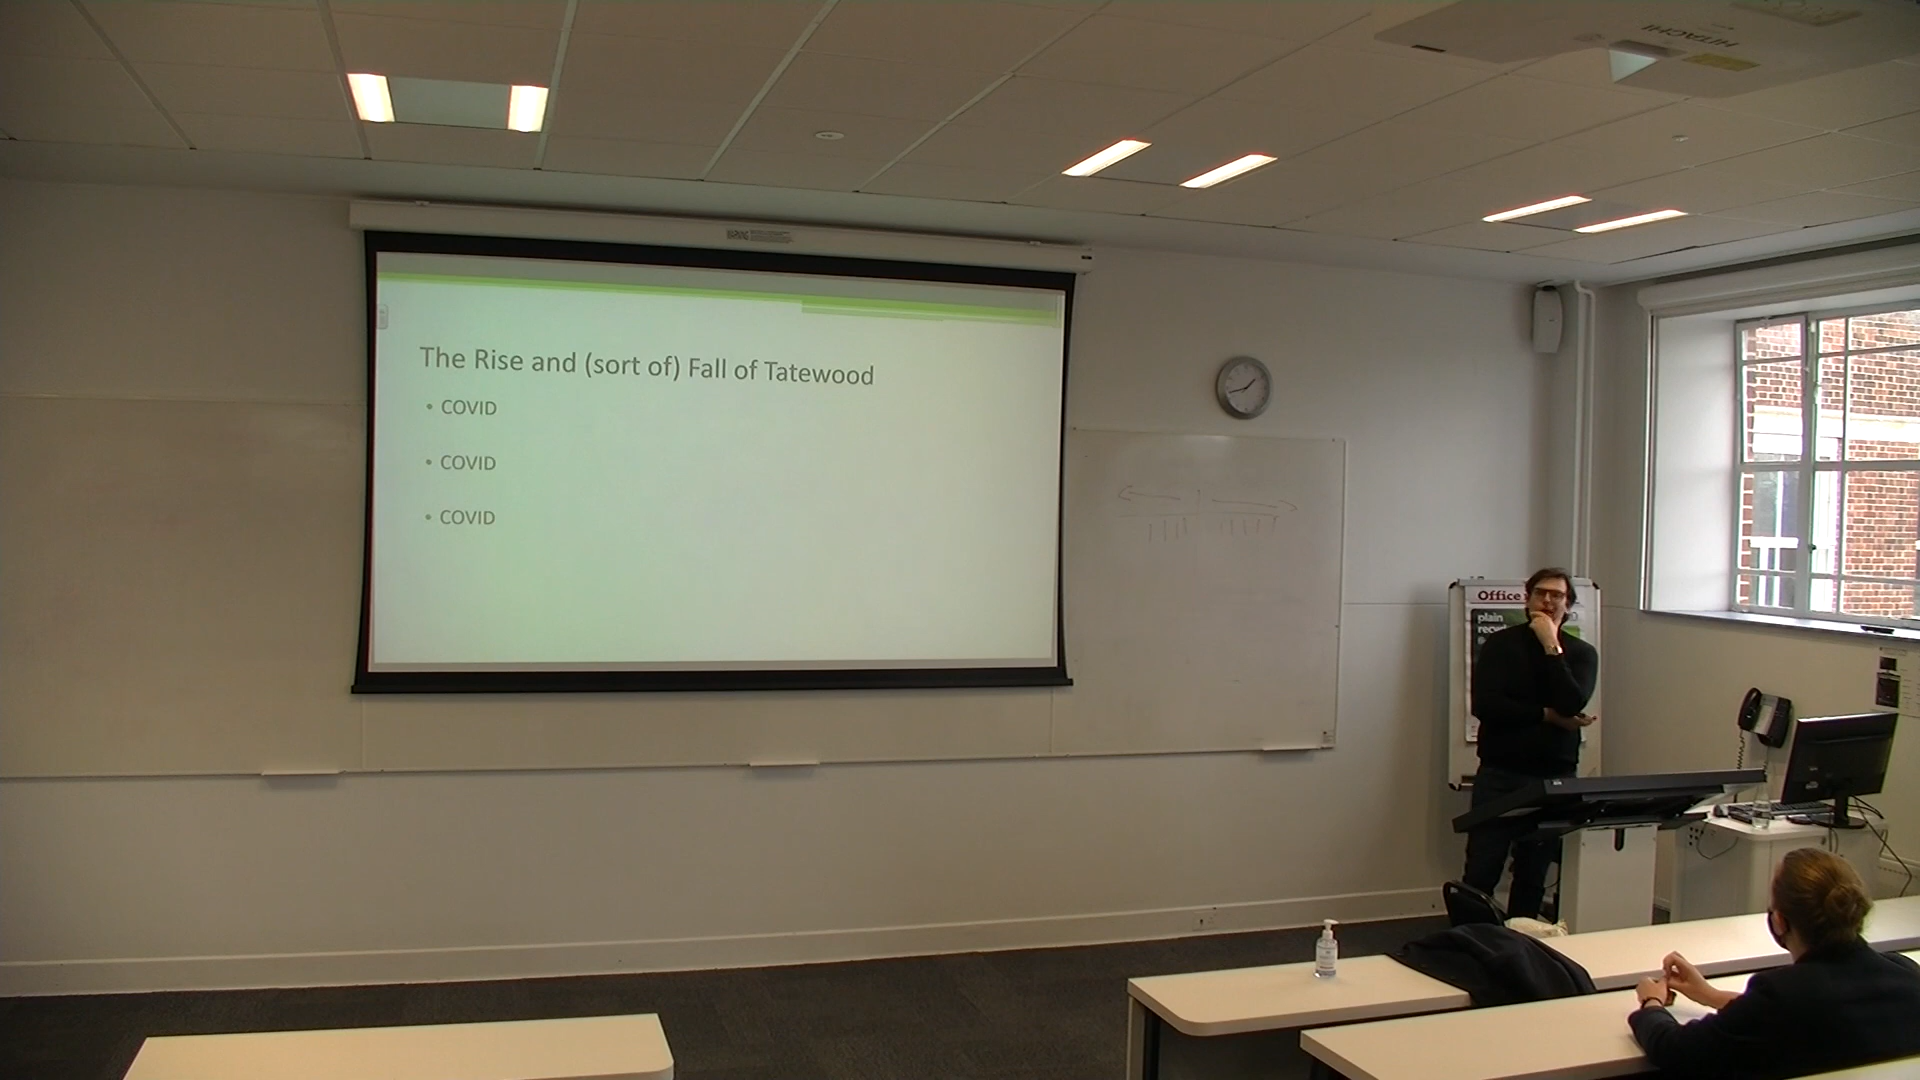 HITACHI
The Rise and (sort of) Fall of Tatewood
• COVID
• COVID
• COVID
Office
plain